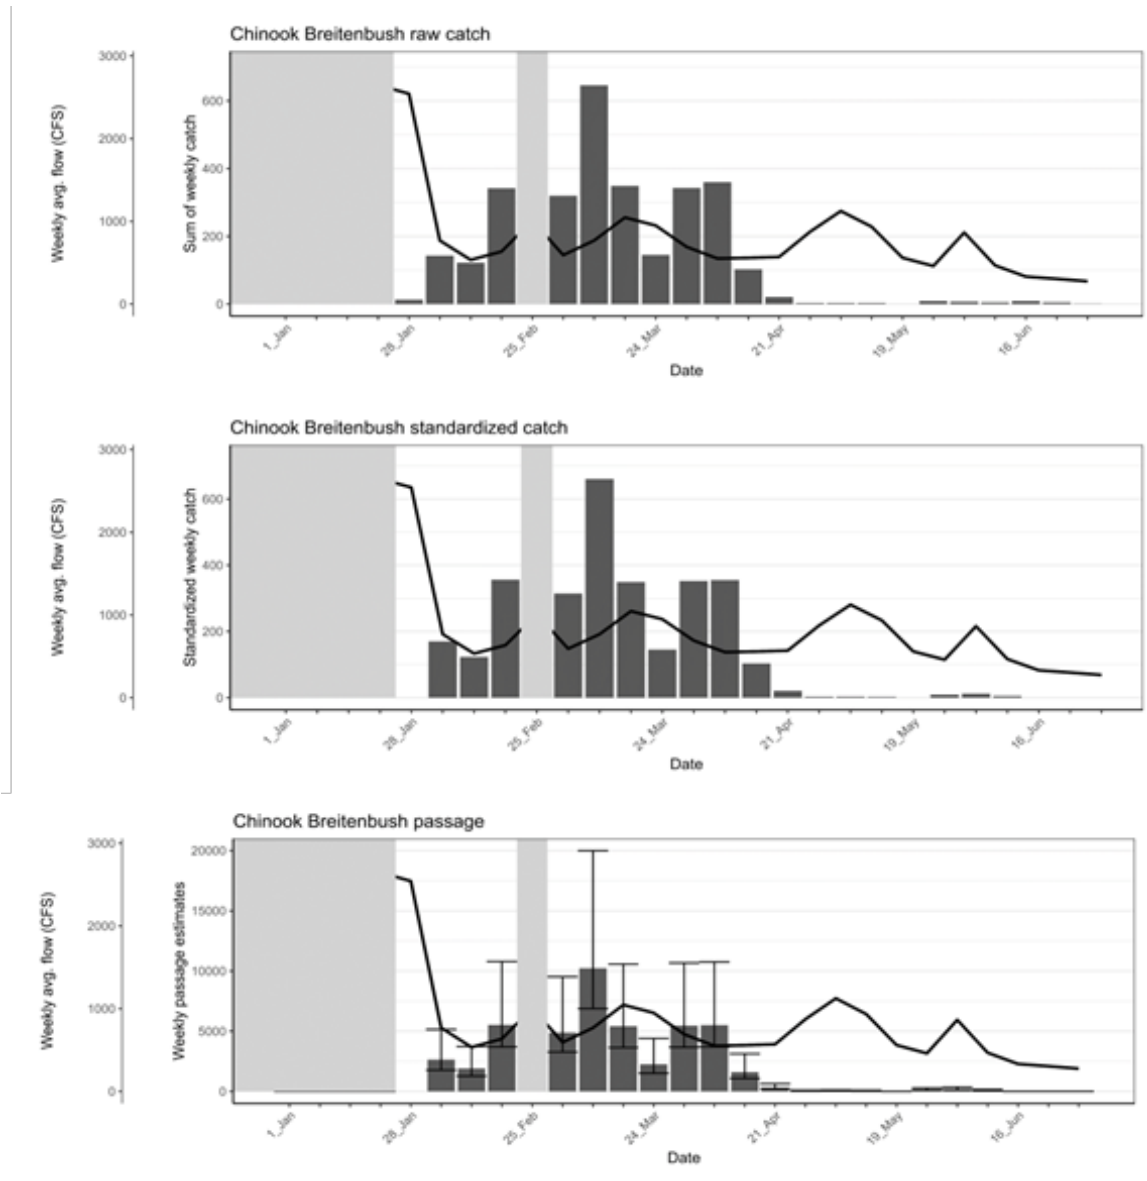 Chinook Breitenbush raw catch
Weekly avg. flow (CFS)
3000
2000
1000
0
Sum of weekly catch
600
400
200
0
1_Jan
28_Jan
25_Feb
24_Mar
21_Apr
19_May
16_Jun
Date
Chinook Breitenbush standardized catch
Weekly avg. flow (CFS)
3000
2000
1000
0
Standardized weekly catch
600
400
200
0
1_Jan
28_Jan
25_Feb
24_Mar
21_Apr
19_May
16_Jun
Date
Chinook Breitenbush passage
Weekly avg. flow (CFS)
3000
2000
1000
0
Weekly passage estimates
20000
15000
10000
5000
0
1_Jan
28_Jan
25_Feb
24_Mar
21_Apr
19_May
16_Jun
Date